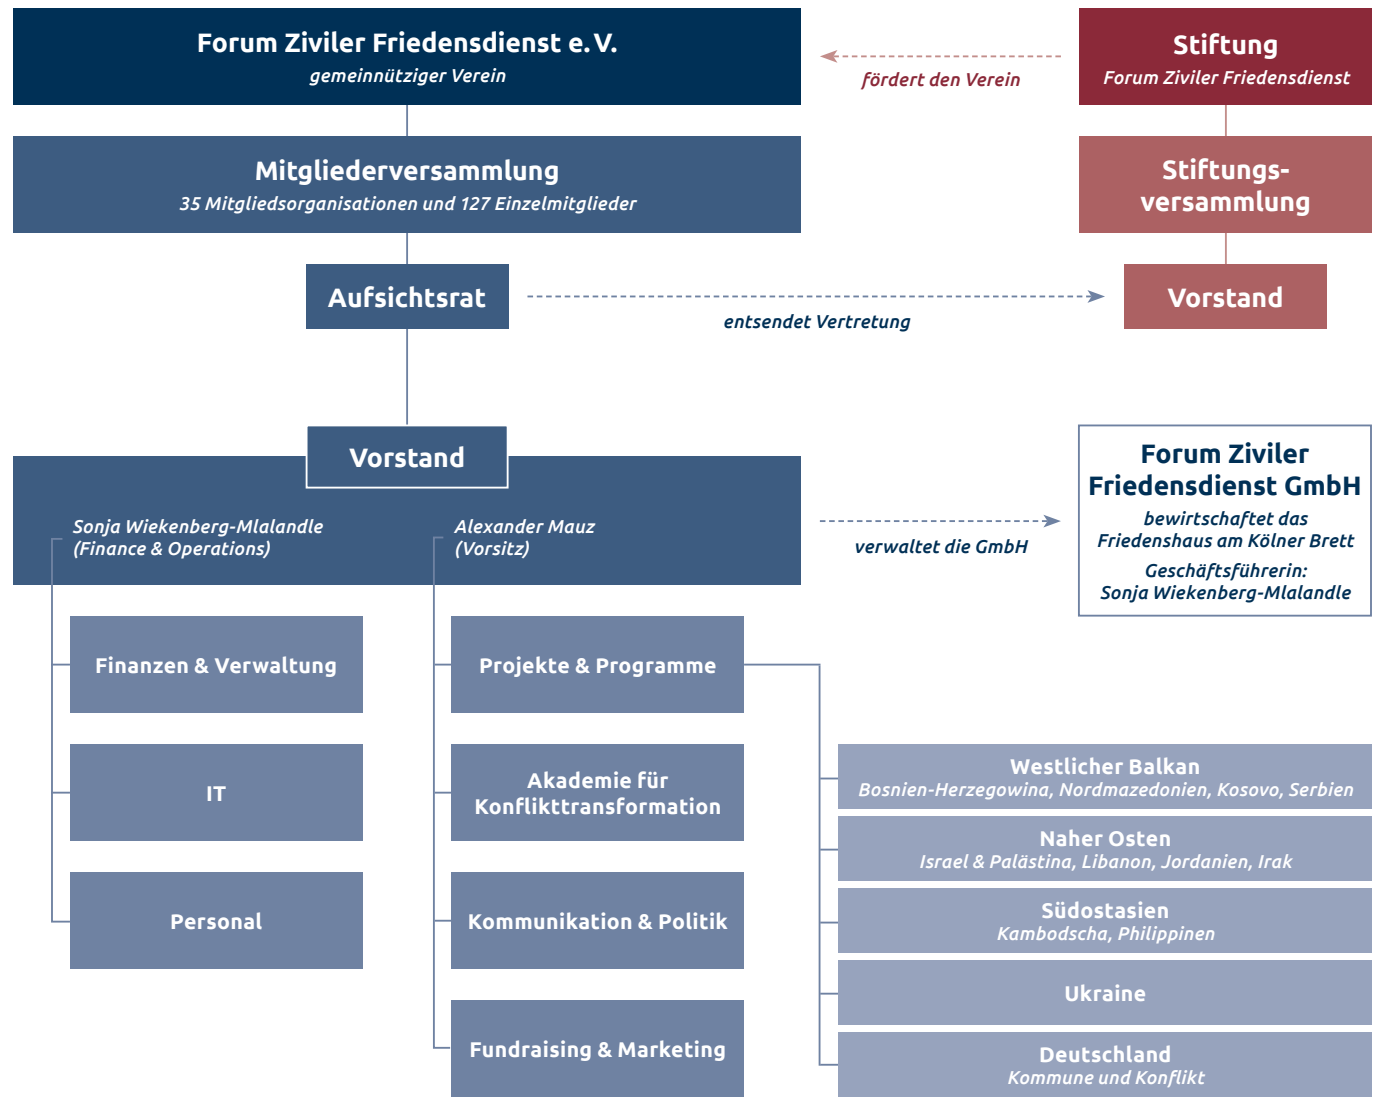 Forum Ziviler Friedensdienst e.V.
gemeinnütziger Verein
fördert den Verein
Stiftung
Forum Ziviler Friedensdienst
Mitgliederversammlung
35 Mitgliedsorganisationen und 127 Einzelmitglieder
Stiftungs-
versammlung
Aufsichtsrat
entsendet Vertretung
Vorstand
Vorstand
Sonja Wiekenberg-Mlalandle
(Finance & Operations)
Alexander Mauz
(Vorsitz)
verwaltet die GmbH
Forum Ziviler
Friedensdienst GmbH
bewirtschaftet das
Friedenshaus am Kölner Brett
Geschäftsführerin:
Sonja Wiekenberg-Mlalandle
Finanzen & Verwaltung
IT
Personal
Projekte & Programme
Akademie für
Konflikttransformation
Kommunikation & Politik
Fundraising & Marketing
Westlicher Balkan
Bosnien-Herzegowina, Nordmazedonien, Kosovo, Serbien
Naher Osten
Israel & Palästina, Libanon, Jordanien, Irak
Südostasien
Kambodscha, Philippinen
Ukraine
Deutschland
Kommune und Konflikt